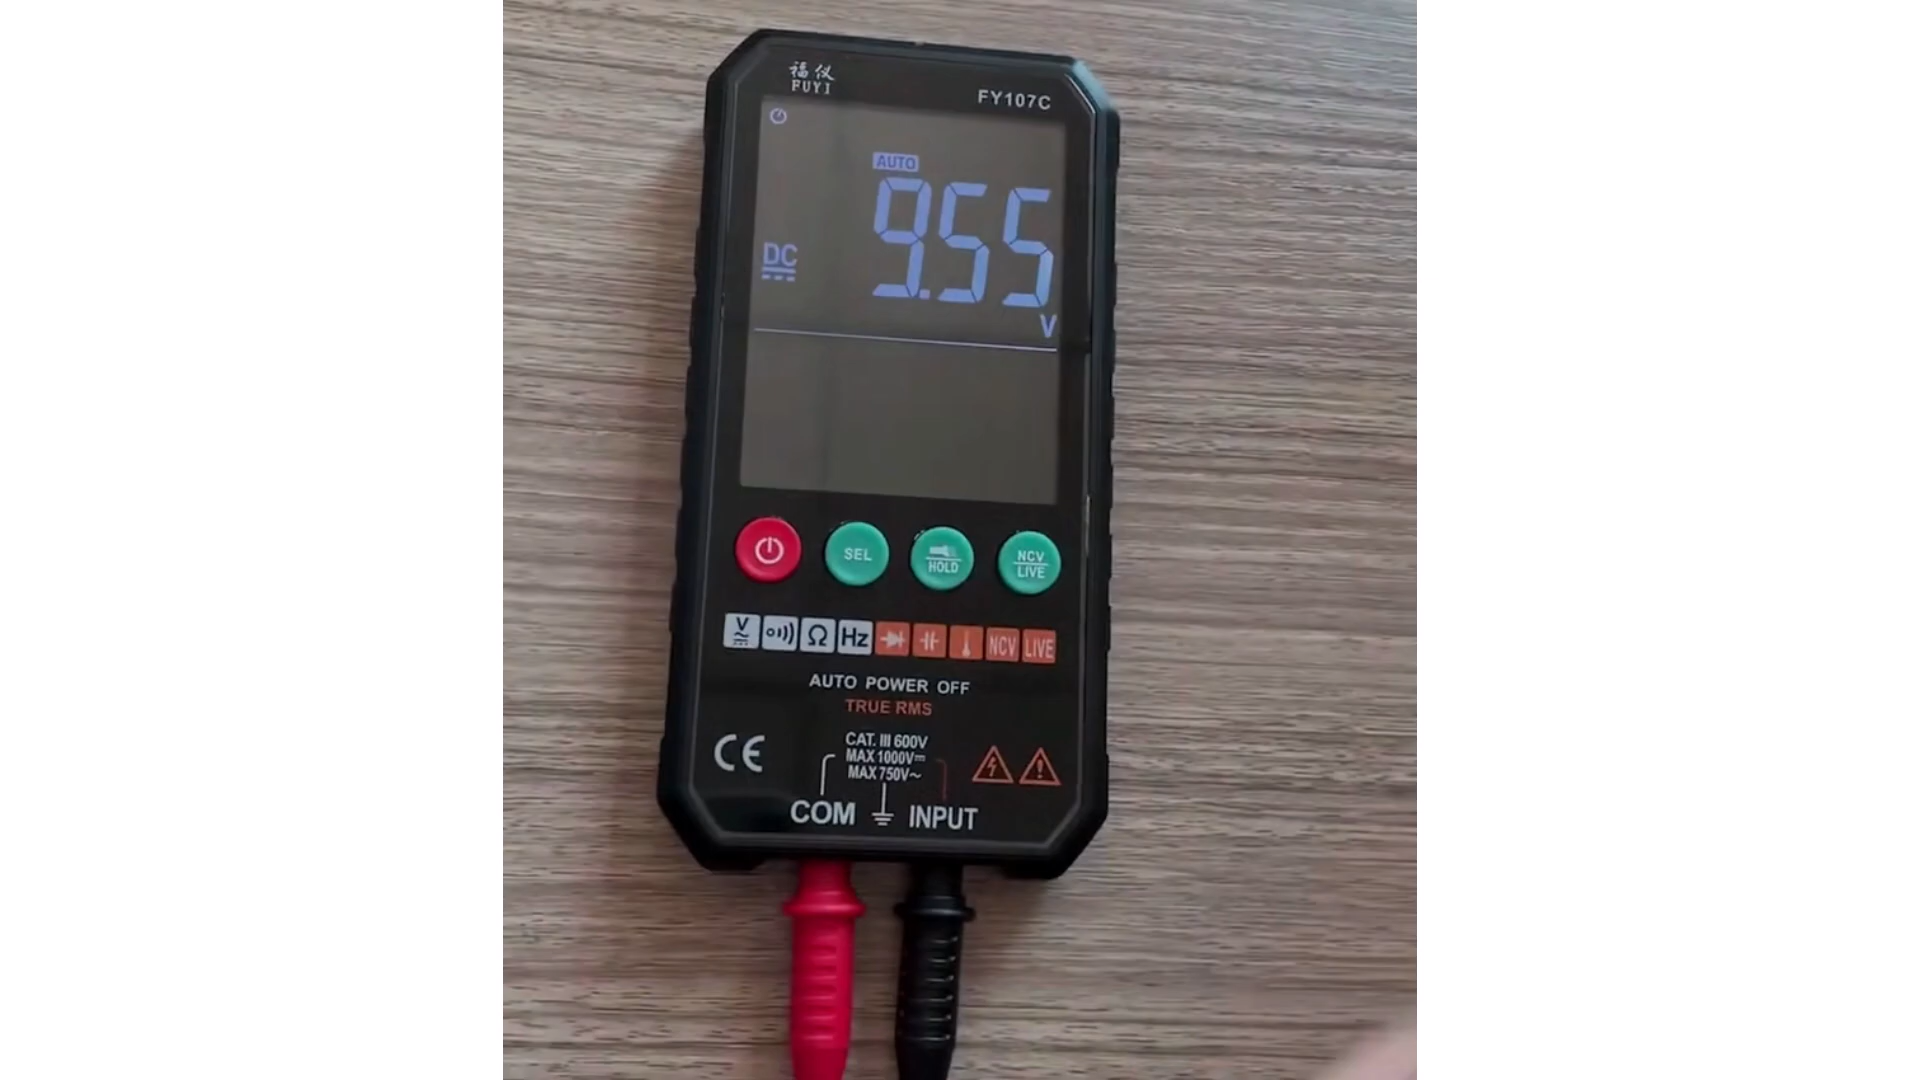 福仪
FUYI
FY107C
AUTO
9.55
DC
V
SEL
HOLD
NCV
LIVE
V Ω Hz NCV LIVE
AUTO POWER OFF
TRUE RMS
CE
CAT. III 600V
MAX 1000V⎓
MAX 750V~
COM INPUT